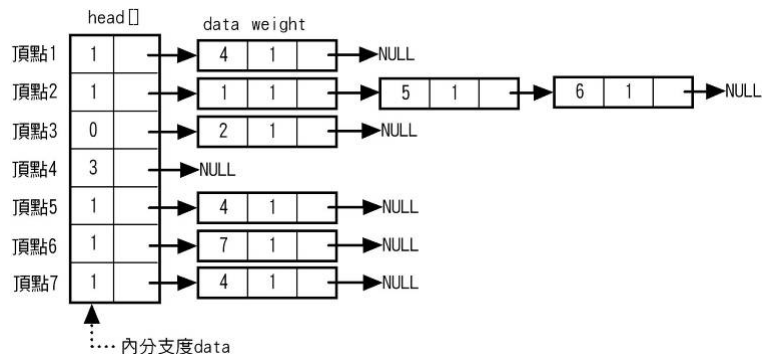 head[]
data weight
頂點1 1 4 1 NULL
頂點2 1 1 1 5 1 6 1 NULL
頂點3 0 2 1 NULL
頂點4 3 NULL
頂點5 1 4 1 NULL
頂點6 1 7 1 NULL
頂點7 1 4 1 NULL
內分支度data